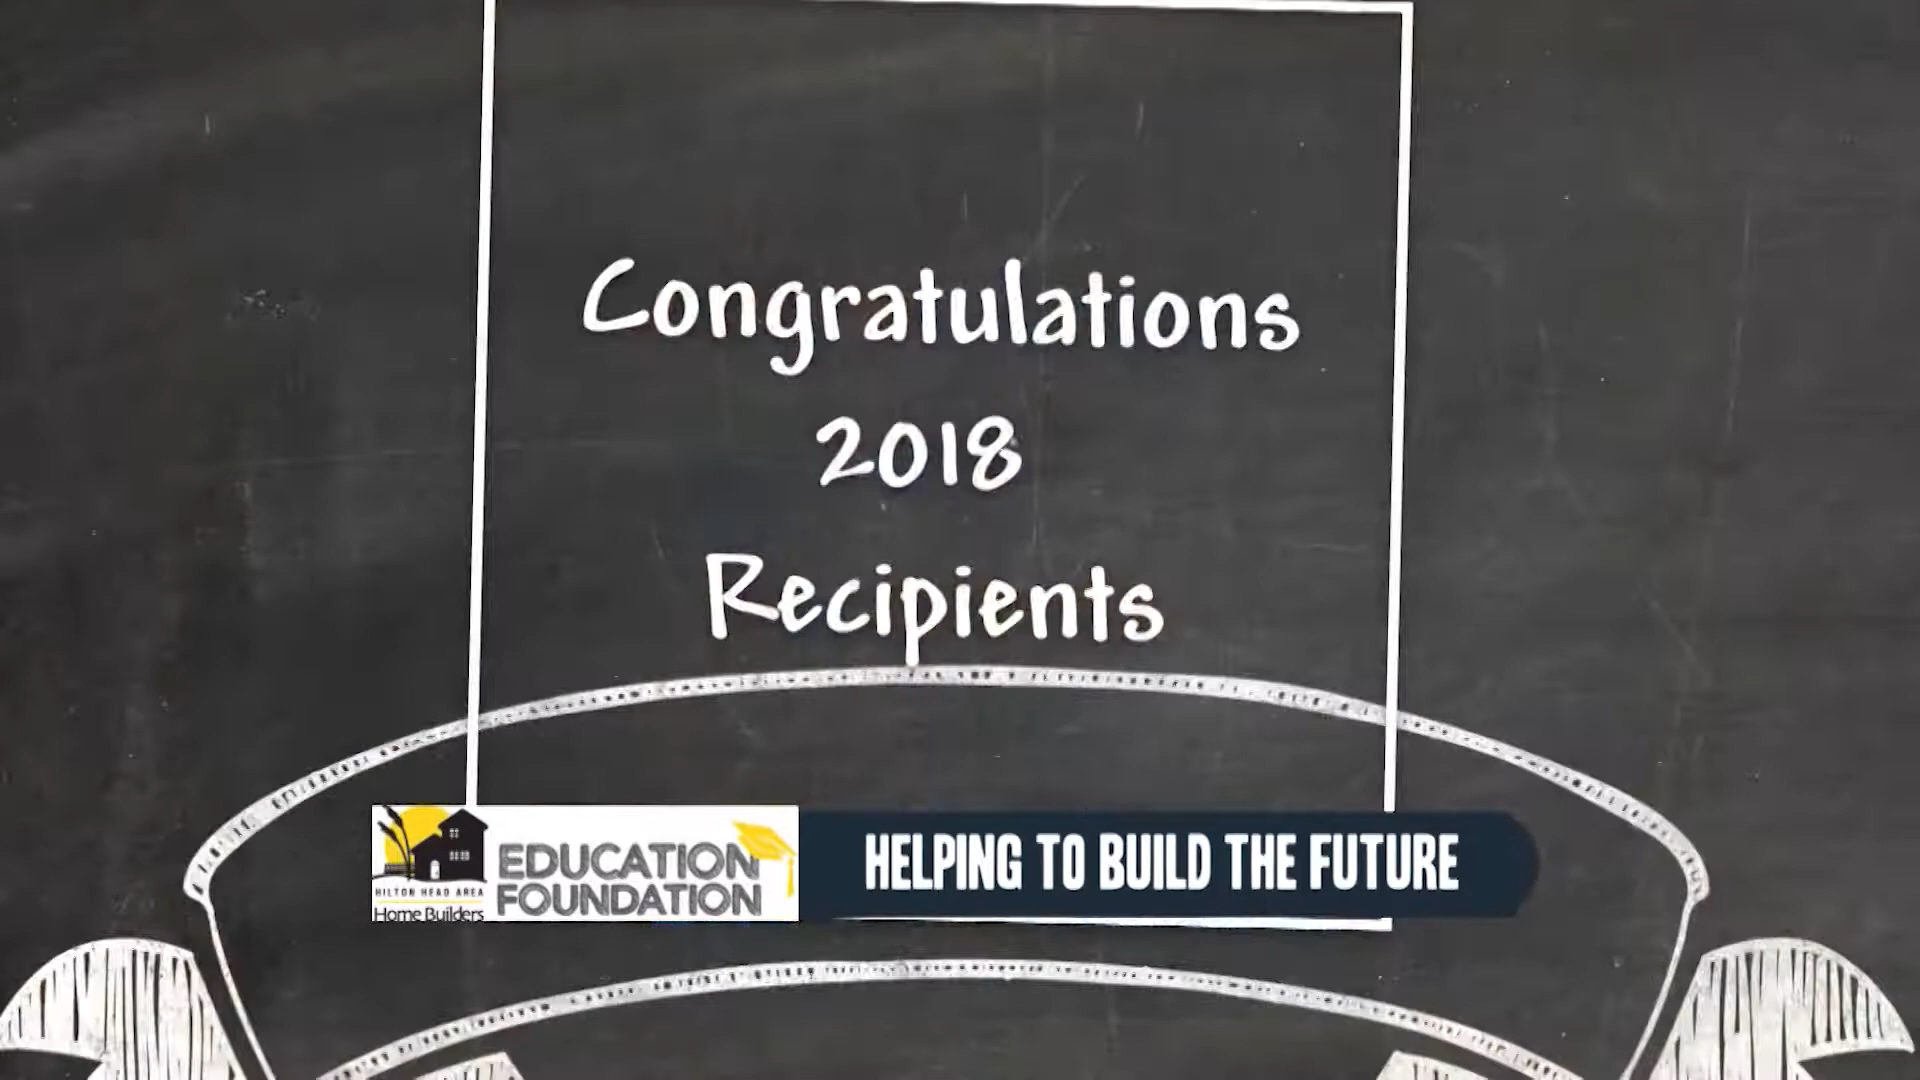 Congratulations
2018
Recipients
HILTON HEAD AREA
Home Builders
EDUCATION
FOUNDATION
HELPING TO BUILD THE FUTURE